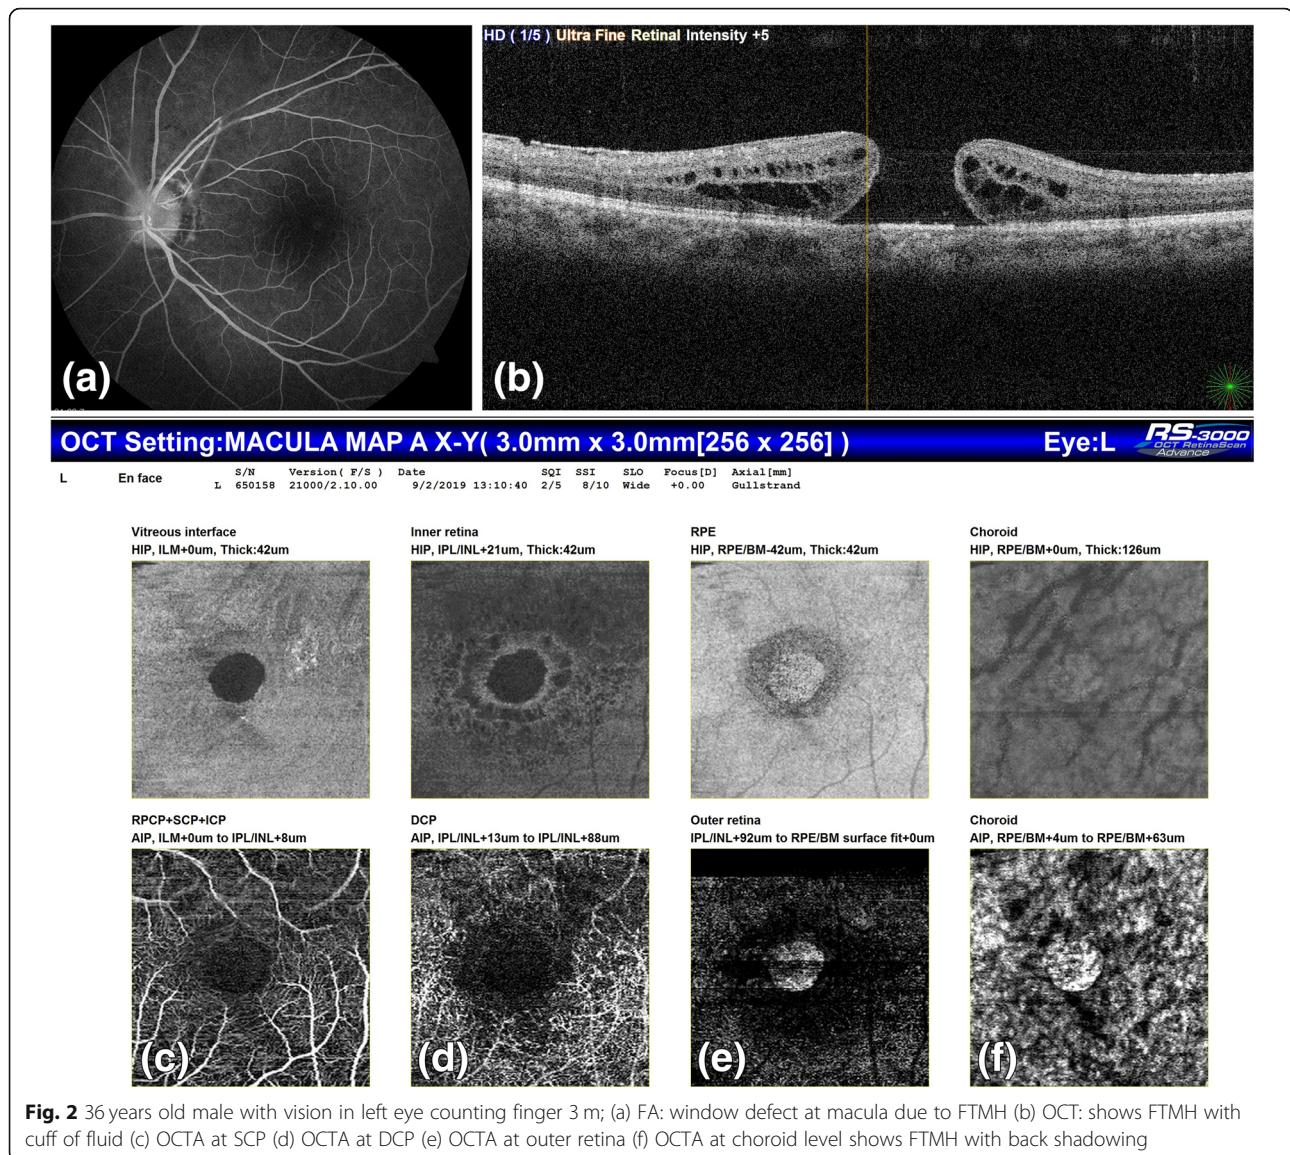 HD ( 1/5 ) Ultra Fine Retinal Intensity +5
(a)
(b)
OCT Setting:MACULA MAP A X-Y( 3.0mm x 3.0mm[256 x 256] ) Eye:L RS-3000
OCT RetinaScan
Advance
S/N Version( F/S ) Date SQI SSI SLO Focus[D] Axial[mm]
L En face L 650158 21000/2.10.00 9/2/2019 13:10:40 2/5 8/10 Wide +0.00 Gullstrand
Vitreous interface Inner retina RPE Choroid
HIP, ILM+0um, Thick:42um HIP, IPL/INL+21um, Thick:42um HIP, RPE/BM-42um, Thick:42um HIP, RPE/BM+0um, Thick:126um
RPCP+SCP+ICP DCP Outer retina Choroid
AIP, ILM+0um to IPL/INL+8um AIP, IPL/INL+13um to IPL/INL+88um IPL/INL+92um to RPE/BM surface fit+0um AIP, RPE/BM+4um to RPE/BM+63um
(c) (d) (e) (f)
Fig. 2 36 years old male with vision in left eye counting finger 3 m; (a) FA: window defect at macula due to FTMH (b) OCT: shows FTMH with
cuff of fluid (c) OCTA at SCP (d) OCTA at DCP (e) OCTA at outer retina (f) OCTA at choroid level shows FTMH with back shadowing